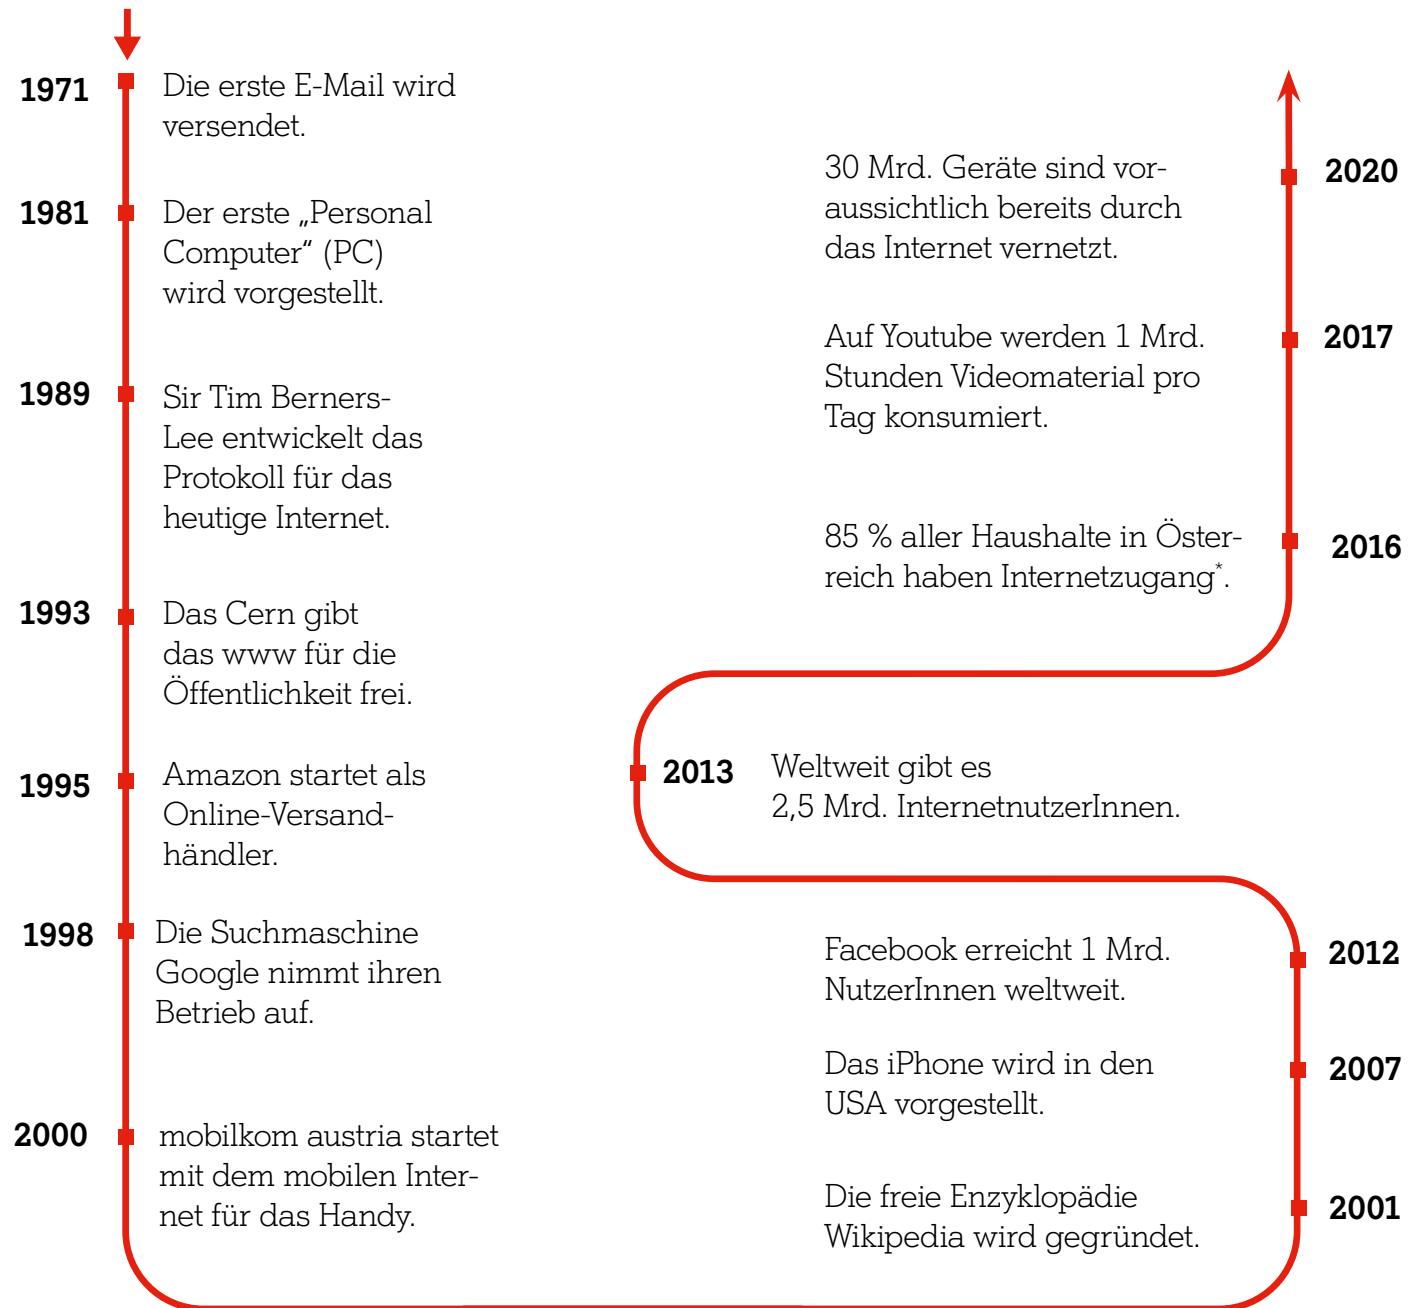 1971
Die erste E-Mail wird
versendet.
1981
Der erste „Personal
Computer“ (PC)
wird vorgestellt.
1989
Sir Tim Berners-
Lee entwickelt das
Protokoll für das
heutige Internet.
1993
Das Cern gibt
das www für die
Öffentlichkeit frei.
1995
Amazon startet als
Online-Versand-
händler.
1998
Die Suchmaschine
Google nimmt ihren
Betrieb auf.
2000
mobilkom austria startet
mit dem mobilen Inter-
net für das Handy.
2001
Die freie Enzyklopädie
Wikipedia wird gegründet.
2007
Das iPhone wird in den
USA vorgestellt.
2012
Facebook erreicht 1 Mrd.
NutzerInnen weltweit.
2013
Weltweit gibt es
2,5 Mrd. InternetnutzerInnen.
2016
85 % aller Haushalte in Öster-
reich haben Internetzugang*.
2017
Auf Youtube werden 1 Mrd.
Stunden Videomaterial pro
Tag konsumiert.
2020
30 Mrd. Geräte sind vor-
aussichtlich bereits durch
das Internet vernetzt.